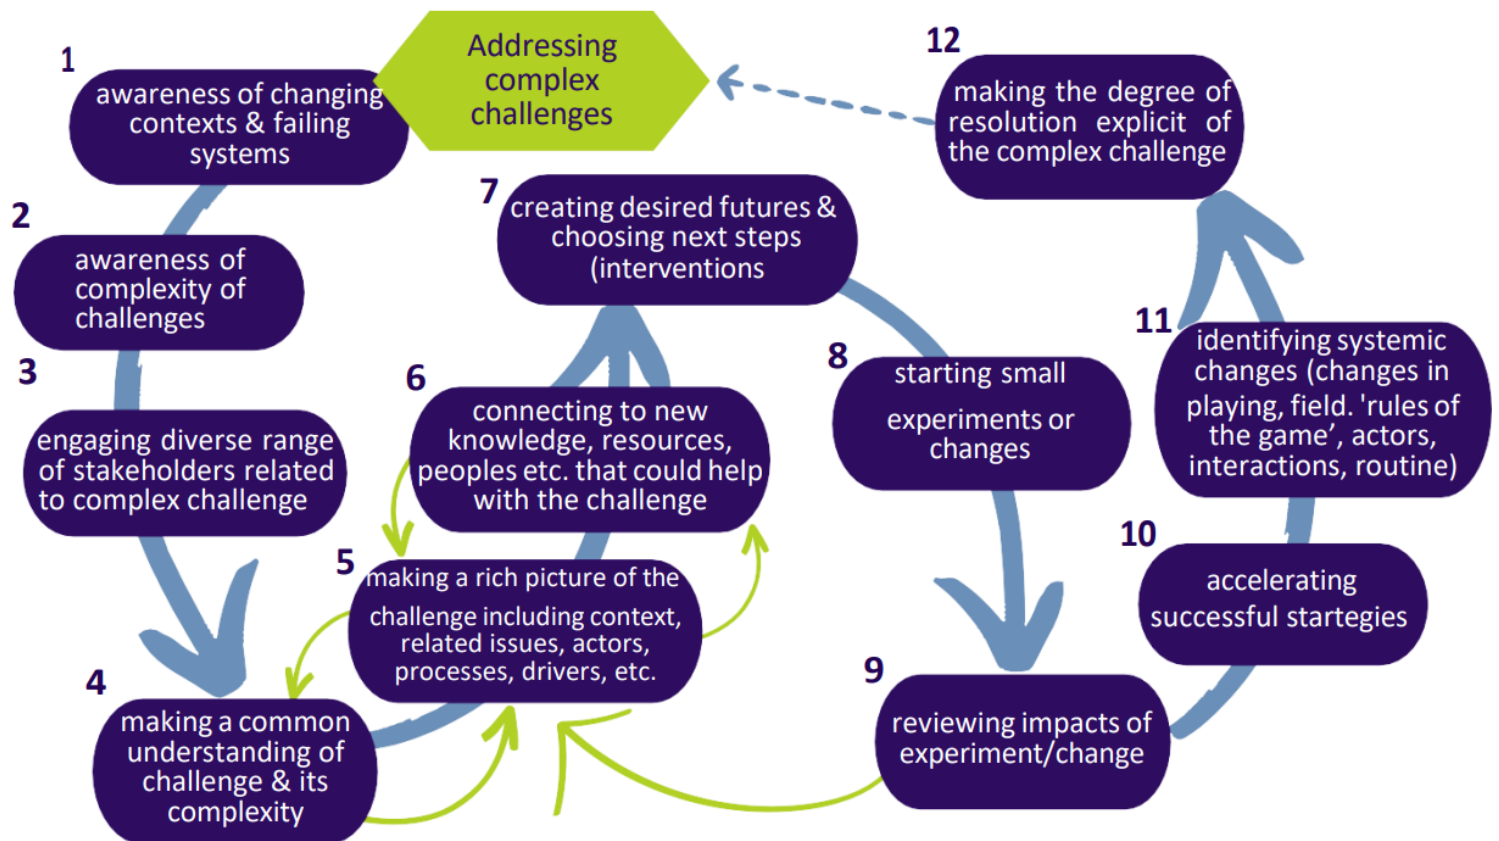 Addressing
complex
challenges
1
awareness of changing
contexts & failing
systems
2
awareness of
complexity of
challenges
3
engaging diverse range
of stakeholders related
to complex challenge
4
making a common
understanding of
challenge & its
complexity
5
making a rich picture of the
challenge including context,
related issues, actors,
processes, drivers, etc.
6
connecting to new
knowledge, resources,
peoples etc. that could help
with the challenge
7
creating desired futures &
choosing next steps
(interventions
8
starting small
experiments or
changes
9
reviewing impacts of
experiment/change
10
accelerating
successful startegies
11
identifying systemic
changes (changes in
playing, field. 'rules of
the game’, actors,
interactions, routine)
12
making the degree of
resolution explicit of
the complex challenge